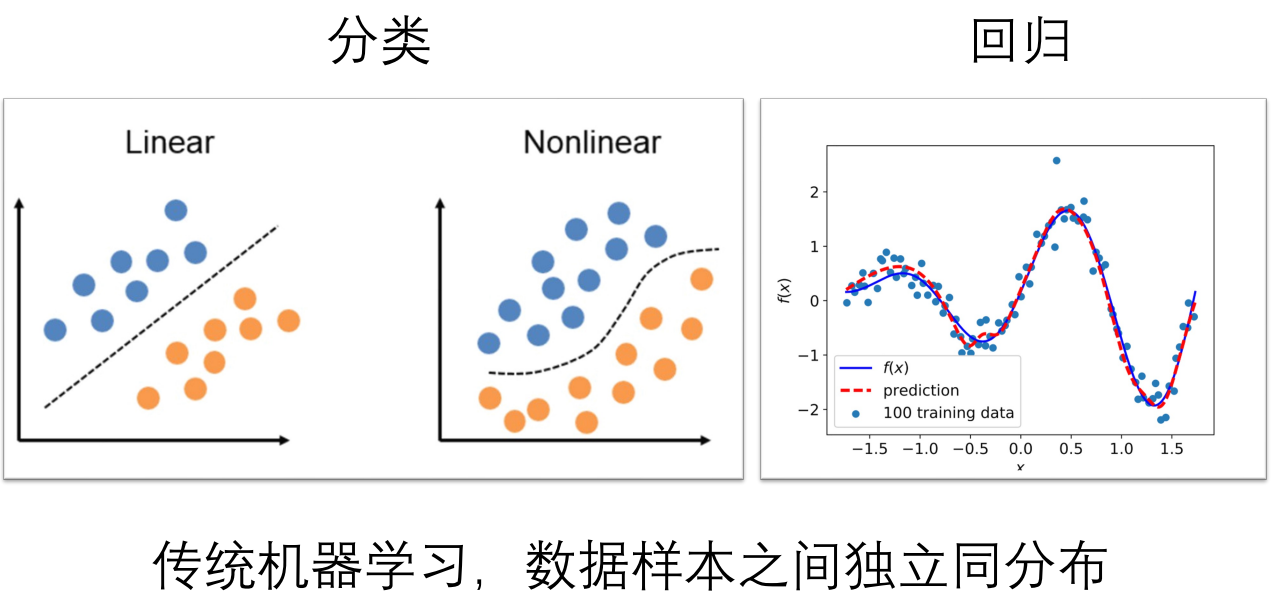 分类
回归
Linear
Nonlinear
2
1
0
−1
−2
f(x)
f(x)
prediction
100 training data
−1.5 −1.0 −0.5 0.0 0.5 1.0 1.5
x
传统机器学习，数据样本之间独立同分布